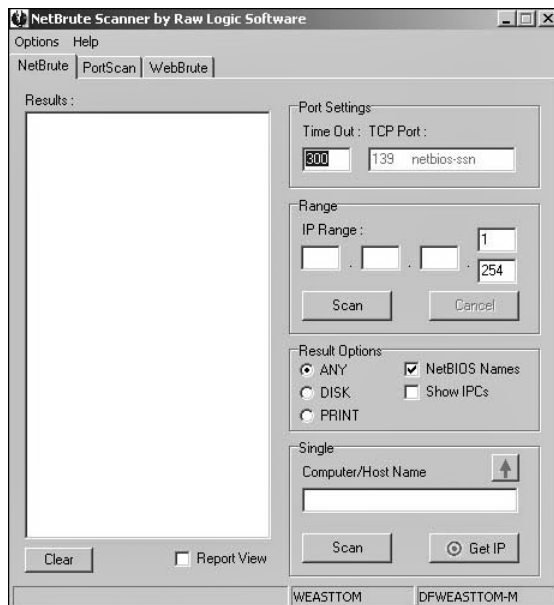 NetBrute Scanner by Raw Logic Software
Options Help
NetBrute PortScan WebBrute
Results :
Port Settings
Time Out : TCP Port :
300 139 netbios-ssn
Range
IP Range :
1
. . .
254
Scan Cancel
Result Options
ANY NetBIOS Names
DISK Show IPCs
PRINT
Single
Computer/Host Name
Scan Get IP
Clear Report View
WEASTTOM DFWEASTTOM-M